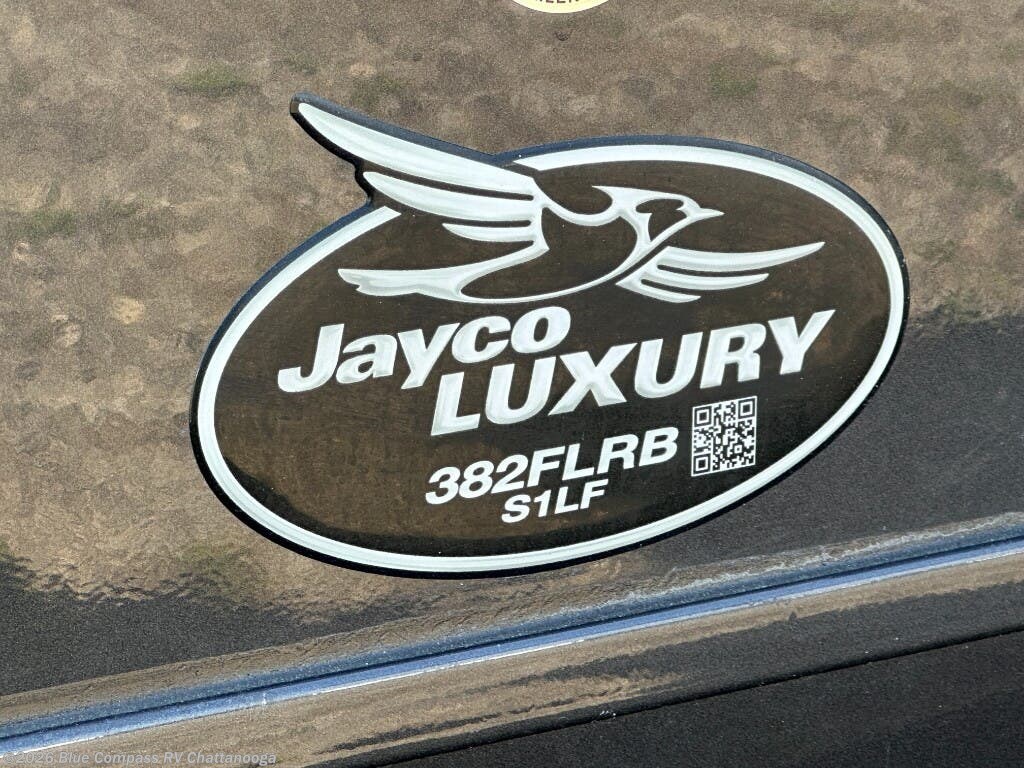 Jayco
LUXURY
382FLRB
S1LF
©2026 Blue Compass RV Chattanooga